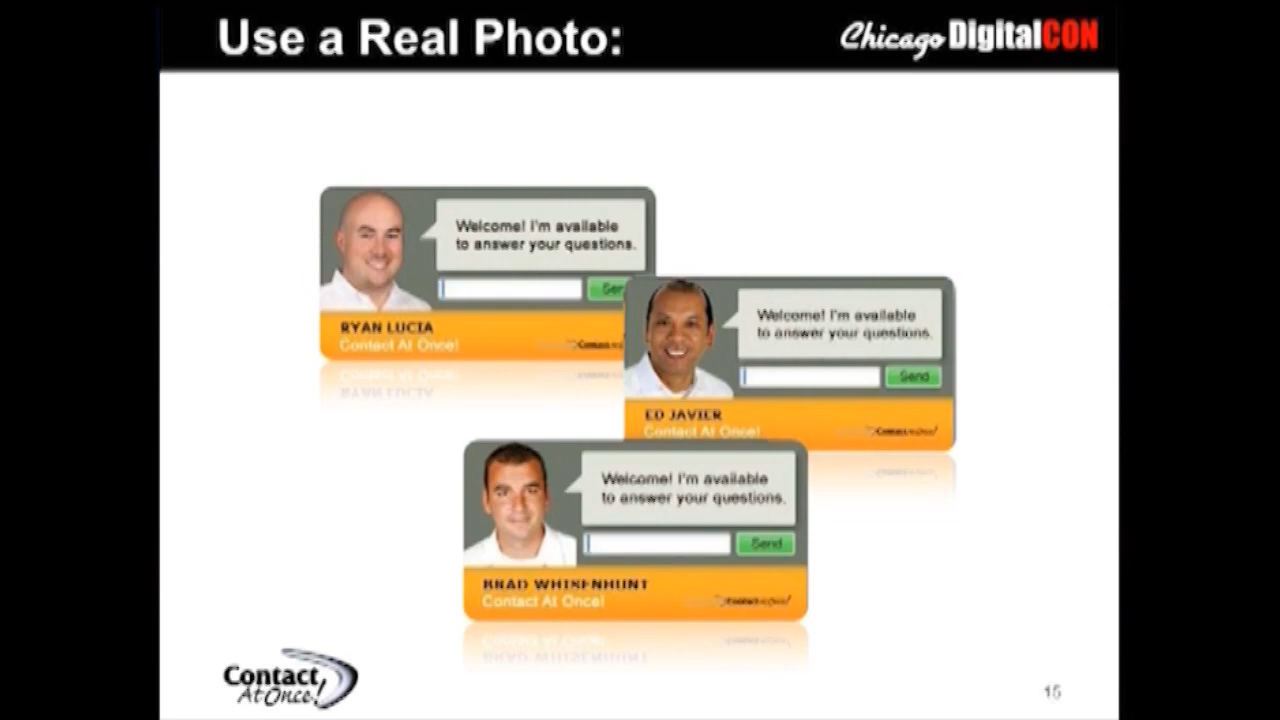 Use a Real Photo:
Chicago DigitalCON
Welcome! I'm available
to answer your questions.
RYAN LUCIA
Contact At Once!
Welcome! I'm available
to answer your questions.
Send
ED JAVIER
Contact At Once!
Welcome! I'm available
to answer your questions.
Send
BRAD WHISENHUNT
Contact At Once!
Contact
At Once!
15